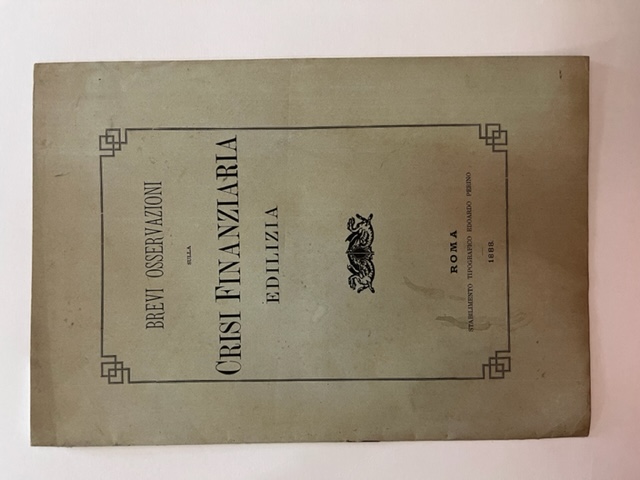 BREVI OSSERVAZIONI
SULLA
CRISI FINANZIARIA
EDILIZIA
ROMA
STABILIMENTO TIPOGRAFICO EDOARDO PERINO
1888